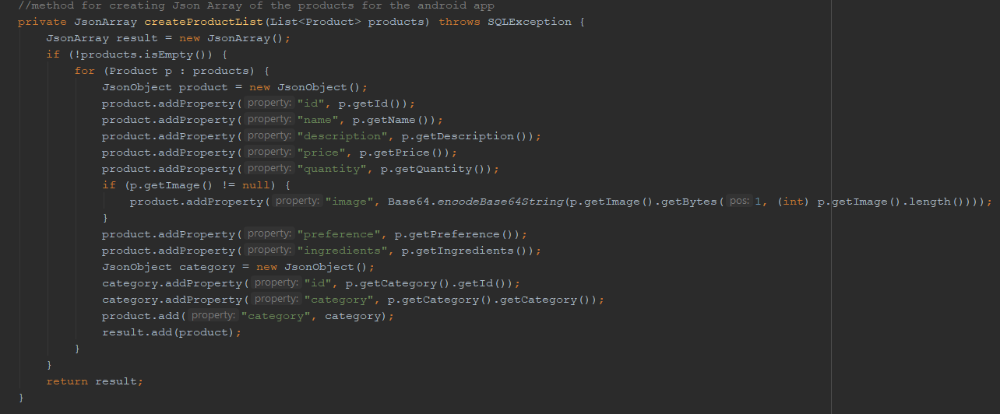 //method for creating Json Array of the products for the android app
private JsonArray createProductList(List<Product> products) throws SQLException {
JsonArray result = new JsonArray();
if (!products.isEmpty()) {
for (Product p : products) {
JsonObject product = new JsonObject();
product.addProperty( property: "id", p.getId());
product.addProperty( property: "name", p.getName());
product.addProperty( property: "description", p.getDescription());
product.addProperty( property: "price", p.getPrice());
product.addProperty( property: "quantity", p.getQuantity());
if (p.getImage() != null) {
product.addProperty( property: "image", Base64.encodeBase64String(p.getImage().getBytes( pos: 1, (int) p.getImage().length())));
}
product.addProperty( property: "preference", p.getPreference());
product.addProperty( property: "ingredients", p.getIngredients());
JsonObject category = new JsonObject();
category.addProperty( property: "id", p.getCategory().getId());
category.addProperty( property: "category", p.getCategory().getCategory());
product.add( property: "category", category);
result.add(product);
}
}
return result;
}